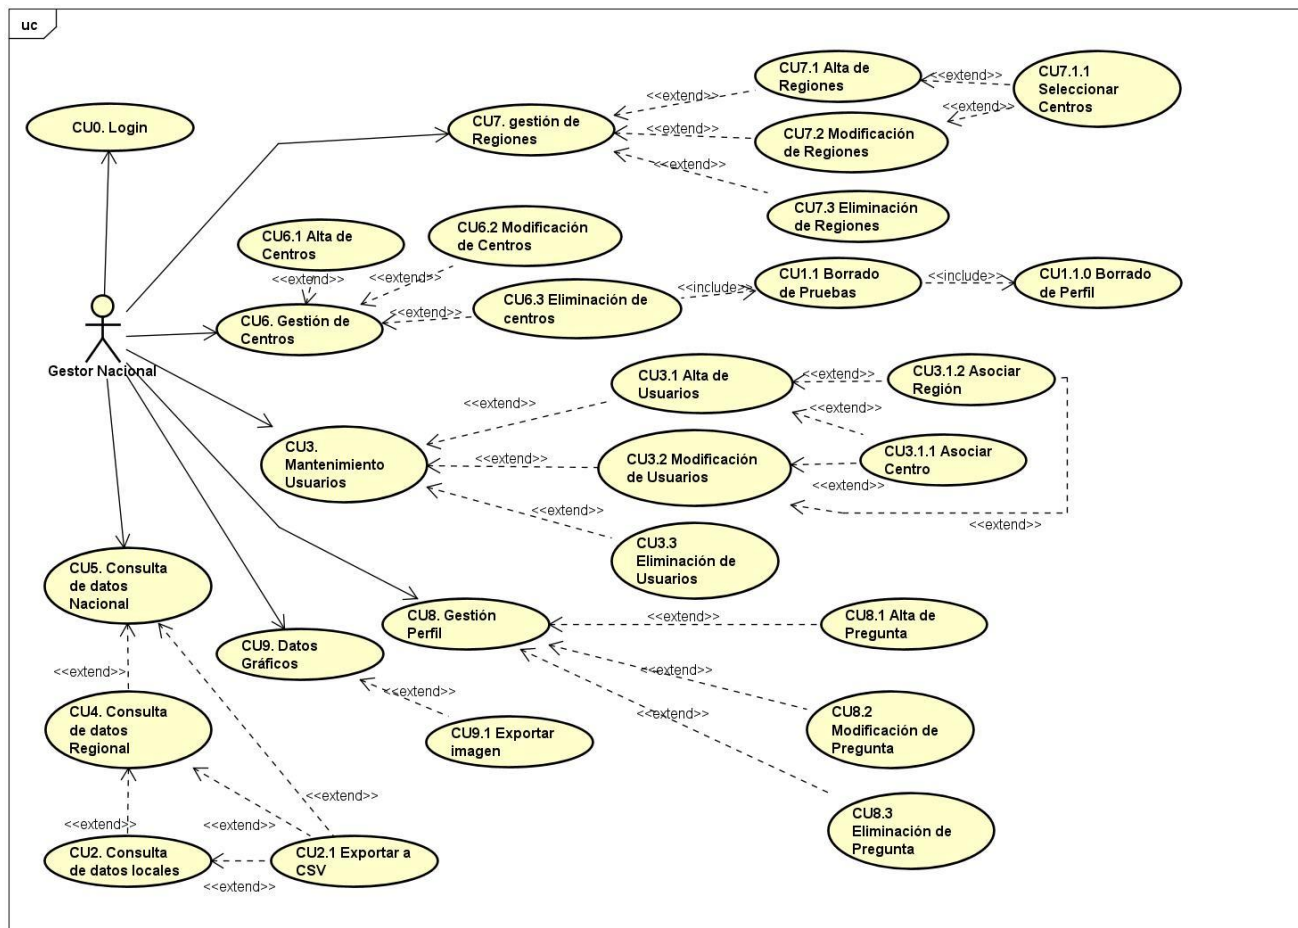 uc
CU0. Login
CU7. gestión de
Regiones
<<extend>>
<<extend>>
<<extend>>
CU7.1 Alta de
Regiones
<<extend>>
<<extend>>
CU7.1.1
Seleccionar
Centros
CU7.2 Modificación
de Regiones
CU7.3 Eliminación
de Regiones
CU6.1 Alta de
Centros
CU6.2 Modificación
de Centros
<<extend>>
<<extend>>
<<extend>>
CU6. Gestión de
Centros
CU6.3 Eliminación de
centros
<<include>>
CU1.1 Borrado
de Pruebas
<<include>>
CU1.1.0 Borrado
de Perfil
Gestor Nacional
CU3.
Mantenimiento
Usuarios
<<extend>>
<<extend>>
<<extend>>
CU3.1 Alta de
Usuarios
<<extend>>
<<extend>>
CU3.1.2 Asociar
Región
CU3.2 Modificación
de Usuarios
CU3.1.1 Asociar
Centro
<<extend>>
<<extend>>
CU3.3
Eliminación de
Usuarios
CU5. Consulta
de datos
Nacional
CU9. Datos
Gráficos
CU8. Gestión
Perfil
<<extend>>
CU8.1 Alta de
Pregunta
<<extend>>
<<extend>>
<<extend>>
<<extend>>
CU4. Consulta
de datos
Regional
CU9.1 Exportar
imagen
CU8.2
Modificación de
Pregunta
<<extend>>
<<extend>>
<<extend>>
CU8.3
Eliminación de
Pregunta
CU2. Consulta
de datos locales
<<extend>>
CU2.1 Exportar a
CSV